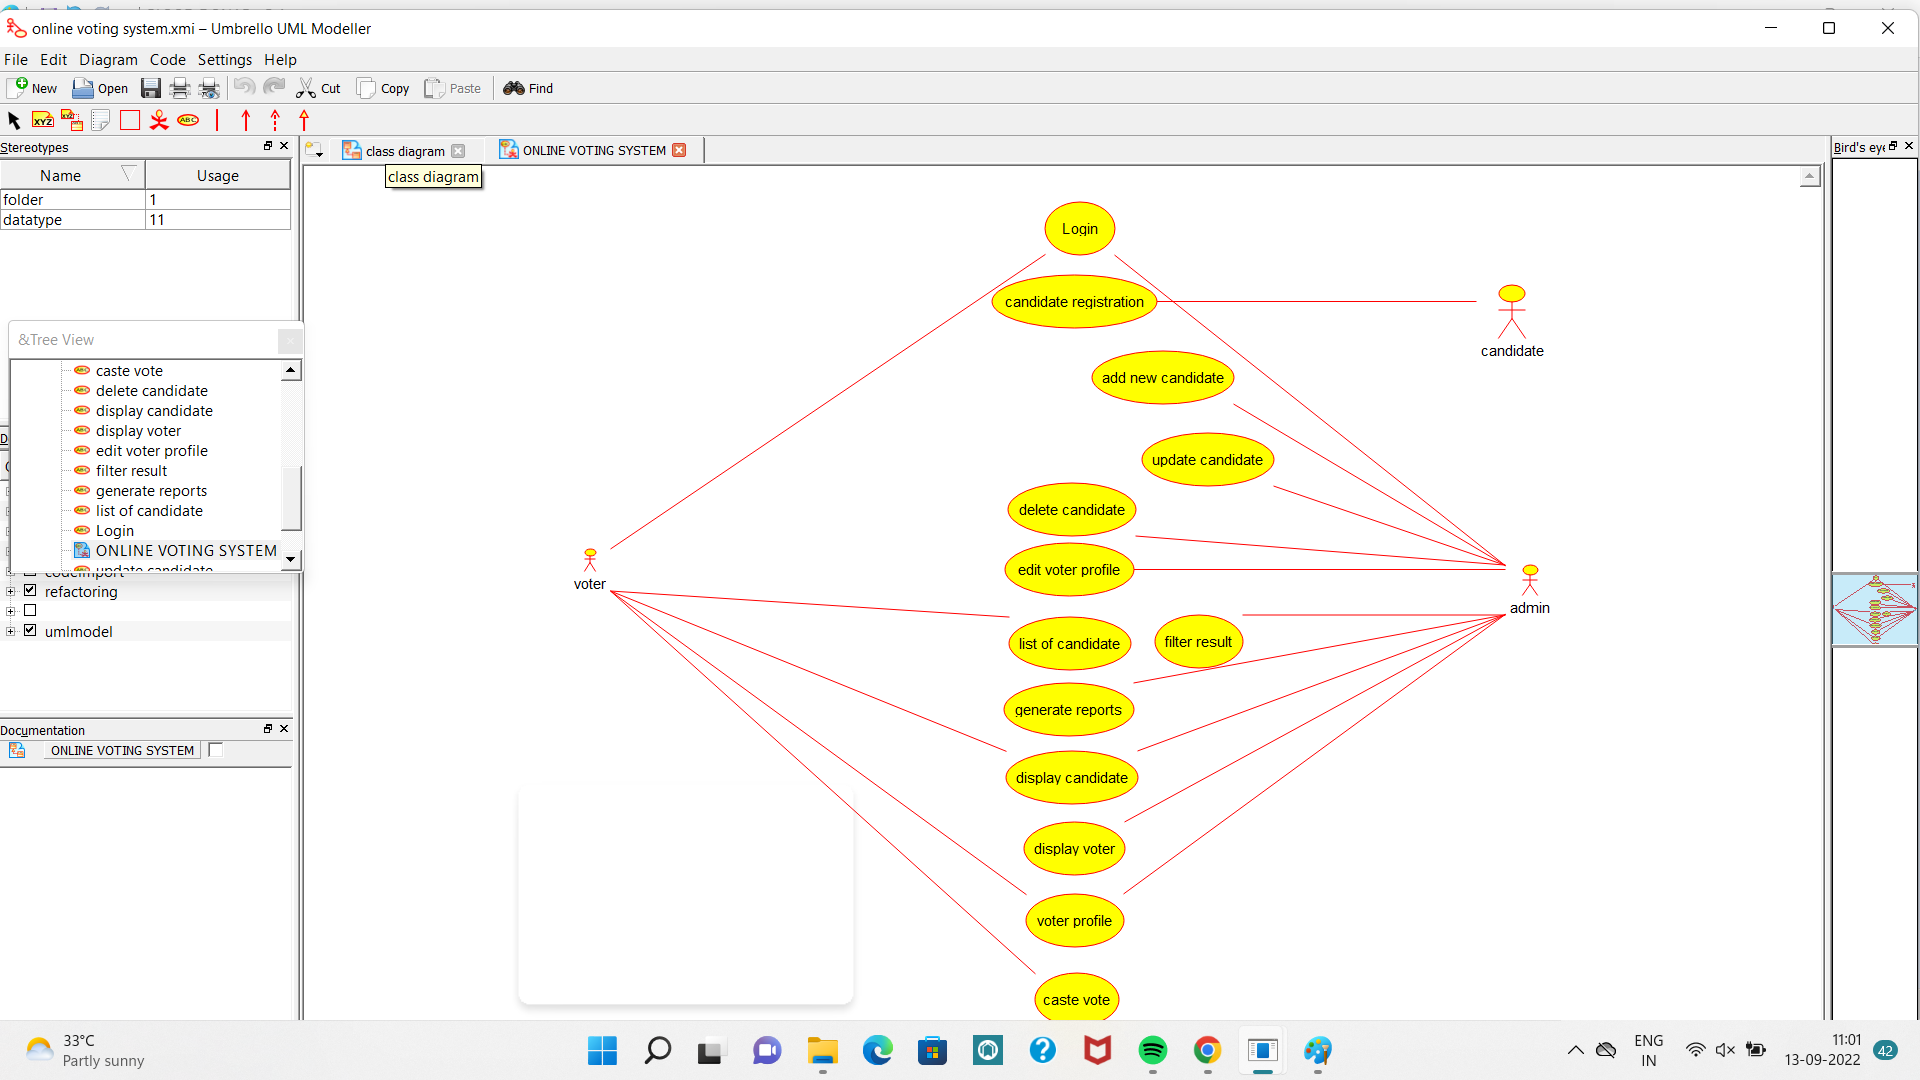 online voting system.xmi – Umbrello UML Modeller
File Edit Diagram Code Settings Help
New Open Cut Copy Paste Find
XYZ ABC
Stereotypes
Name Usage
folder 1
datatype 11
class diagram
ONLINE VOTING SYSTEM
class diagram
Bird's eye
&Tree View
caste vote
delete candidate
display candidate
display voter
edit voter profile
filter result
generate reports
list of candidate
Login
ONLINE VOTING SYSTEM
update candidate
codeimport
refactoring
umlmodel
Documentation
ONLINE VOTING SYSTEM
Login
candidate registration
candidate
add new candidate
update candidate
delete candidate
edit voter profile
voter
admin
list of candidate
filter result
generate reports
display candidate
display voter
voter profile
caste vote
33°C
Partly sunny
ENG
IN
11:01
13-09-2022
42